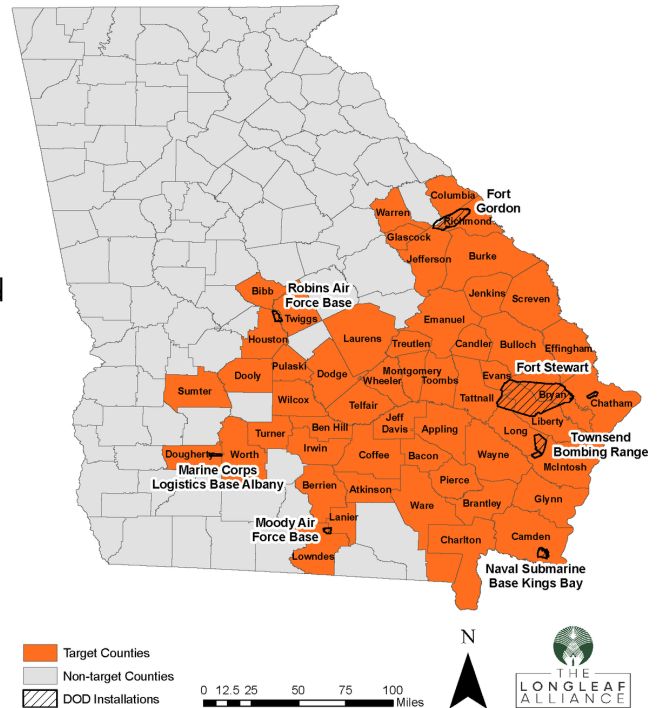 Columbia
Fort
Gordon
Warren
Richmond
Glascock
Jefferson
Burke
Robins Air
Force Base
Bibb
Twiggs
Jenkins
Screven
Houston
Laurens
Emanuel
Treutlen
Candler
Bulloch
Effingham
Fort Stewart
Pulaski
Dooly
Dodge
Montgomery
Wheeler
Toombs
Evans
Sumter
Wilcox
Telfair
Tattnall
Bryan
Chatham
Liberty
Turner
Ben Hill
Jeff
Davis
Appling
Long
Townsend
Bombing Range
Dougherty
Worth
Irwin
Coffee
Bacon
Wayne
McIntosh
Marine Corps
Logistics Base Albany
Berrien
Atkinson
Pierce
Ware
Brantley
Glynn
Moody Air
Force Base
Lanier
Lowndes
Charlton
Camden
Naval Submarine
Base Kings Bay
Target Counties
Non-target Counties
DOD Installations
0 12.5 25 50 75 100
Miles
N
THE
LONGLEAF
ALLIANCE